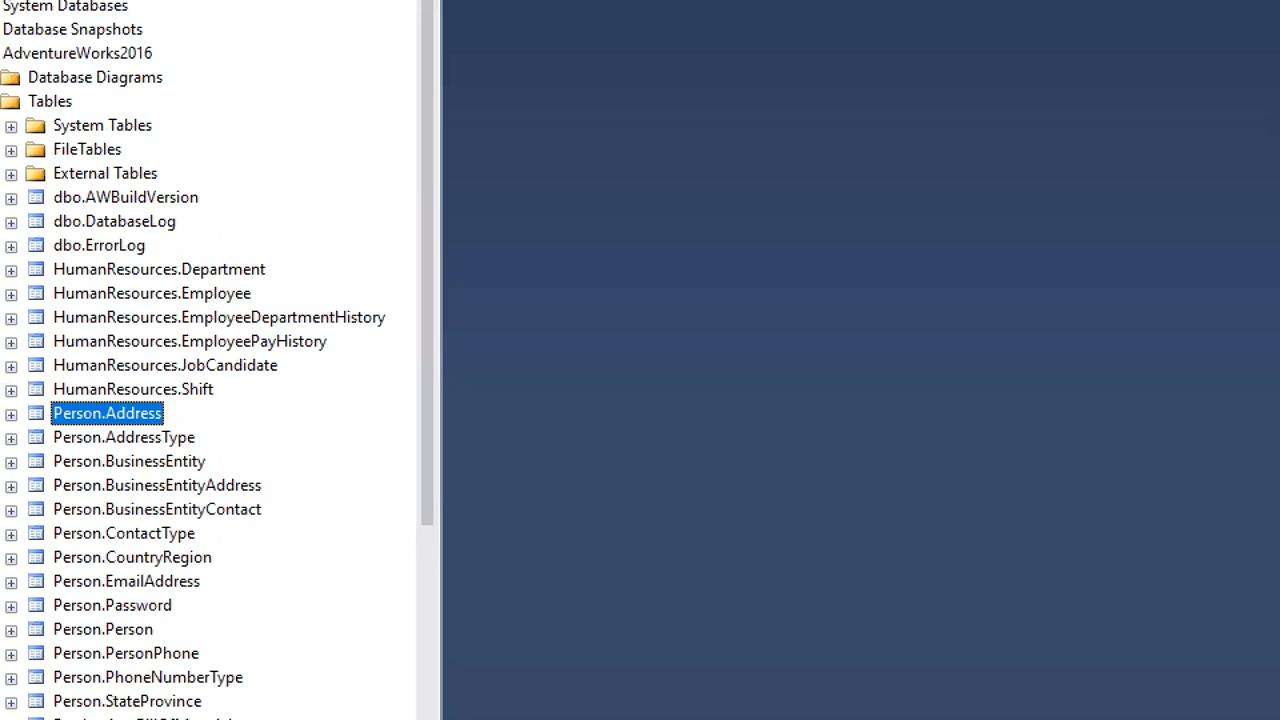 System Databases
Database Snapshots
AdventureWorks2016
Database Diagrams
Tables
System Tables
FileTables
External Tables
dbo.AWBuildVersion
dbo.DatabaseLog
dbo.ErrorLog
HumanResources.Department
HumanResources.Employee
HumanResources.EmployeeDepartmentHistory
HumanResources.EmployeePayHistory
HumanResources.JobCandidate
HumanResources.Shift
Person.Address
Person.AddressType
Person.BusinessEntity
Person.BusinessEntityAddress
Person.BusinessEntityContact
Person.ContactType
Person.CountryRegion
Person.EmailAddress
Person.Password
Person.Person
Person.PersonPhone
Person.PhoneNumberType
Person.StateProvince